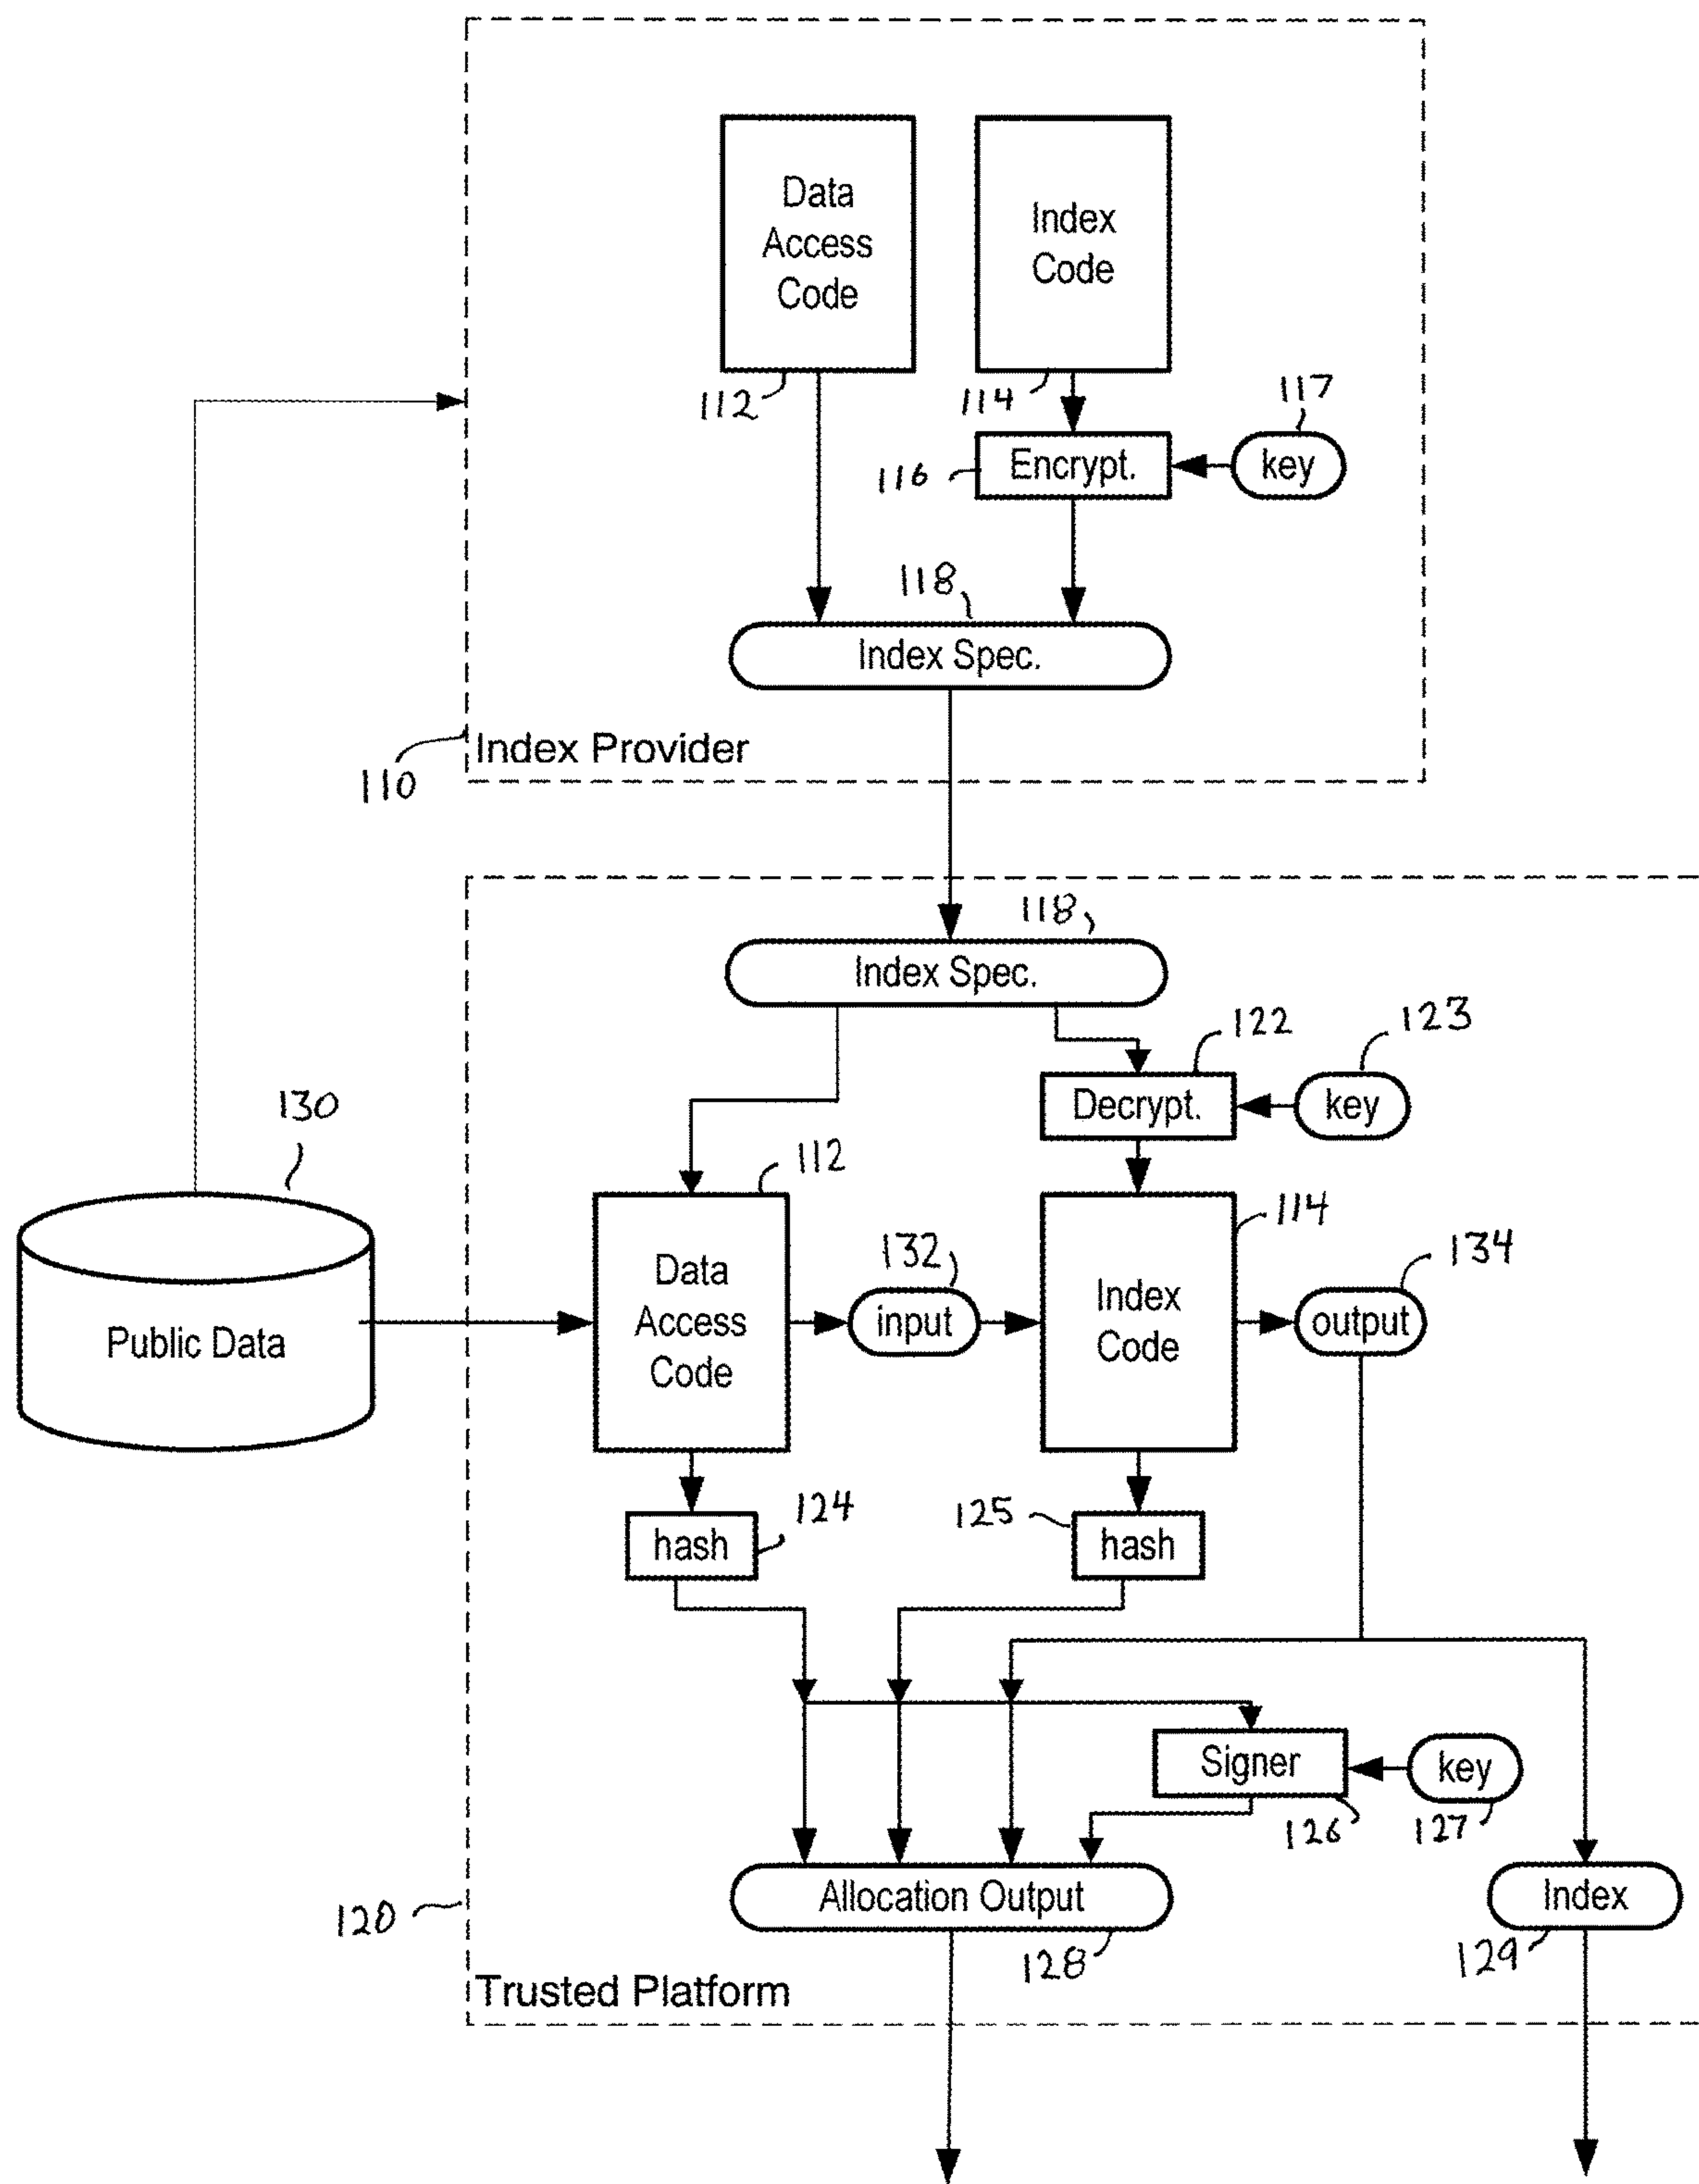 Data
Access
Code
Index
Code
112
114
117
116
Encrypt.
key
118
Index Spec.
Index Provider
110
118
Index Spec.
122
123
Decrypt.
key
130
112
114
132
134
Public Data
Data
Access
Code
input
Index
Code
output
124
125
hash
hash
Signer
key
126
127
Allocation Output
Index
120
128
129
Trusted Platform